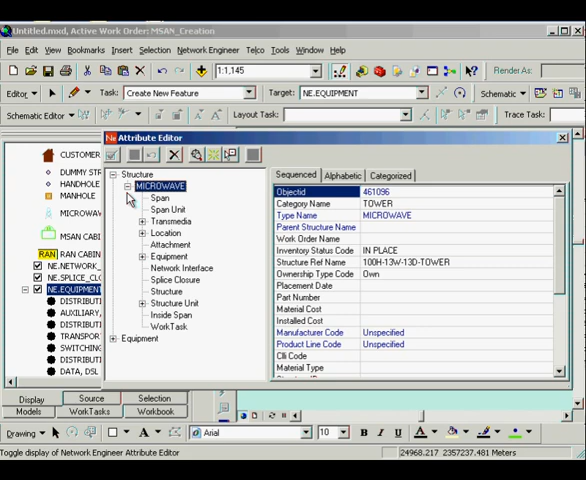 Untitled.mxd, Active Work Order: MSAN_Creation
File Edit View Bookmarks Insert Selection Network Engineer Telco Tools Window Help
1:1,145 Render As:
Editor Task: Create New Feature Target: NE.EQUIPMENT Schematic
Schematic Editor Layout Task: Trace Task:
Ne Attribute Editor
CUSTOMER
DUMMY STR
HANDHOLE
MANHOLE
MICROWAV
MSAN CABI
RAN RAN CABIN
NE.NETWORK_
NE.SPLICE_CLO
NE.EQUIPMENT
DISTRIBUTI
AUXILIARY,
DISTRIBUTI
TRANSPOR
SWITCHING
DISTRIBUTI
DATA, DSL
Display Source Selection
Models WorkTasks Workbook
Structure
MICROWAVE
Span
Span Unit
Transmedia
Location
Attachment
Equipment
Network Interface
Splice Closure
Structure
Structure Unit
Inside Span
WorkTask
Equipment
Sequenced Alphabetic Categorized
Objectid 461096
Category Name TOWER
Type Name MICROWAVE
Parent Structure Name
Work Order Name
Inventory Status Code IN PLACE
Structure Ref Name 100H-13W-13D-TOWER
Ownership Type Code Own
Placement Date
Part Number
Material Cost
Installed Cost
Manufacturer Code Unspecified
Product Line Code Unspecified
Clli Code
Material Type
Drawing A Arial 10 B I U A
Toggle display of Network Engineer Attribute Editor 24968.217 2357237.481 Meters